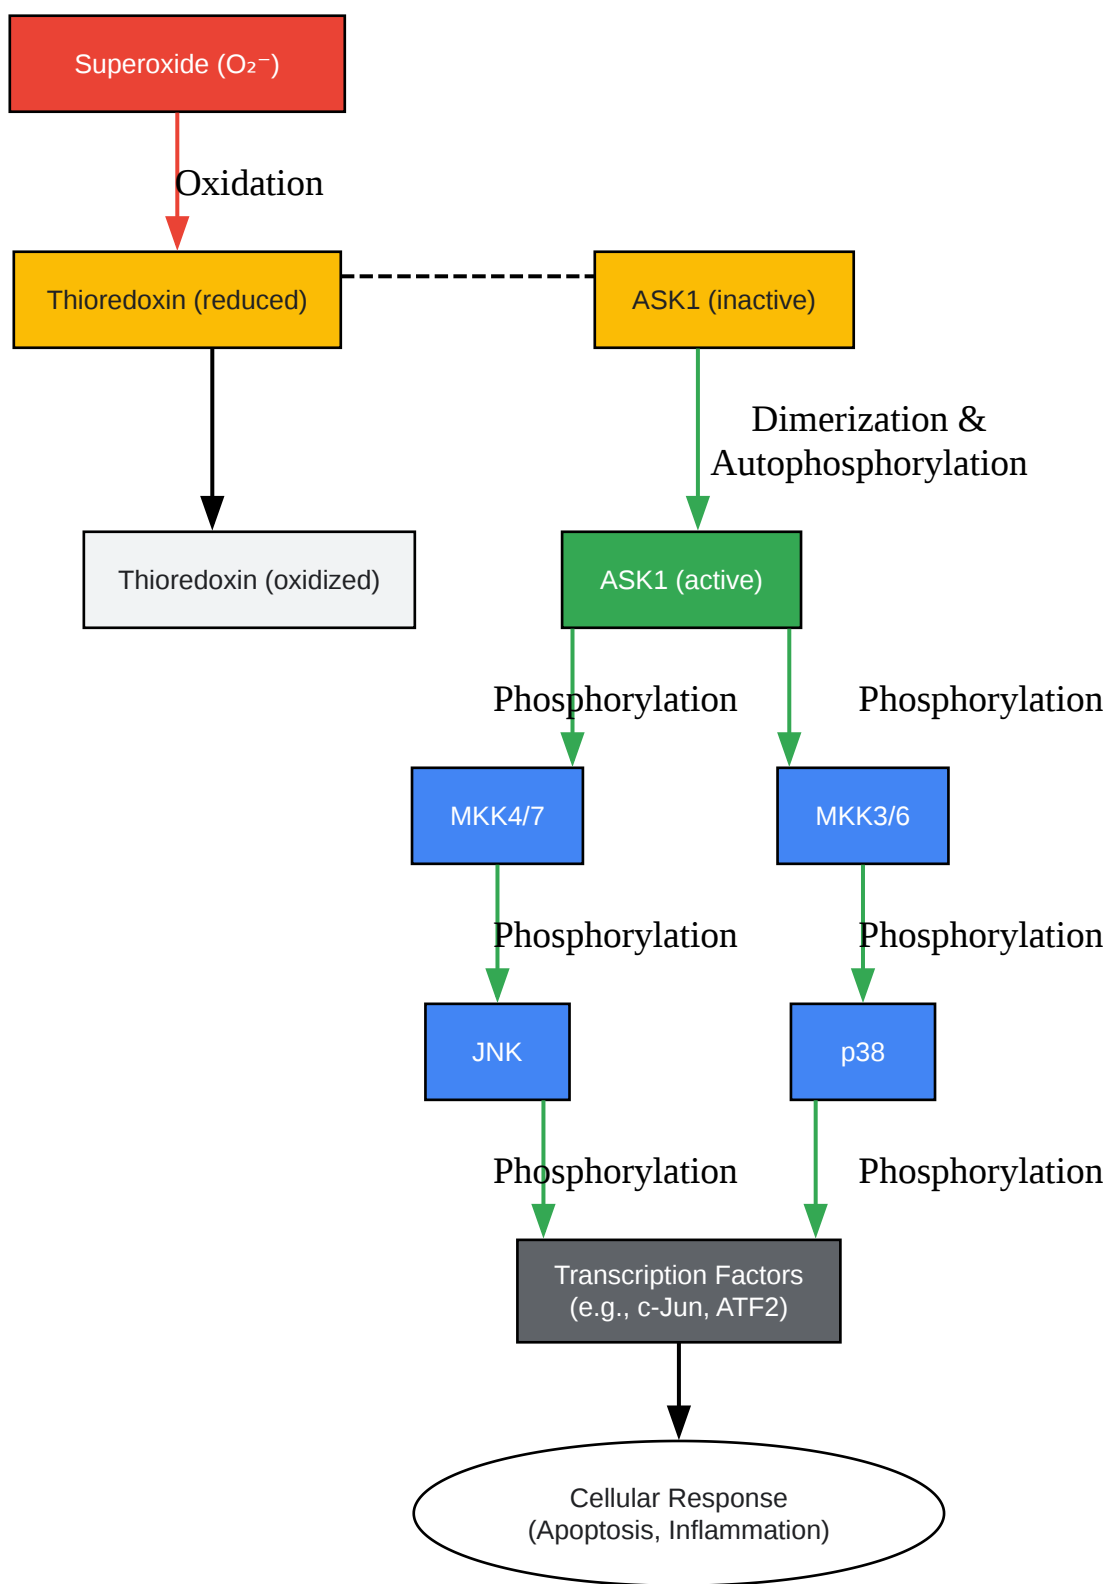 Superoxide (O₂⁻)
Oxidation
Thioredoxin (reduced)
ASK1 (inactive)
Dimerization &
Autophosphorylation
Thioredoxin (oxidized)
ASK1 (active)
Phosphorylation
Phosphorylation
MKK4/7
MKK3/6
Phosphorylation
Phosphorylation
JNK
p38
Phosphorylation
Phosphorylation
Transcription Factors
(e.g., c-Jun, ATF2)
Cellular Response
(Apoptosis, Inflammation)